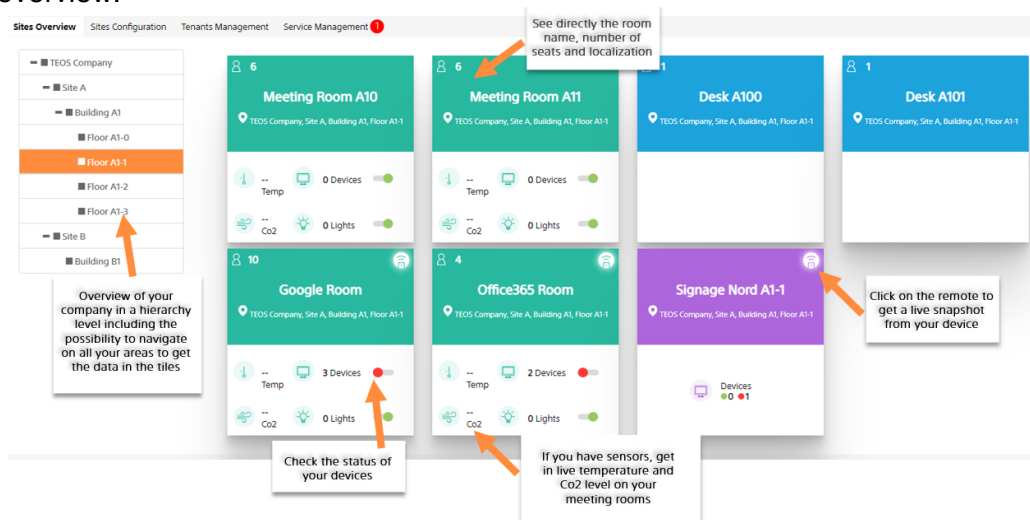 overview.
Sites Overview Sites Configuration Tenants Management Service Management 1
See directly the room
name, number of
seats and localization
TEOS Company
Site A
Building A1
Floor A1-0
Floor A1-1
Floor A1-2
Floor A1-3
Site B
Building B1
6
Meeting Room A10
TEOS Company, Site A, Building A1, Floor A1-1
-- Temp
0 Devices
-- Co2
0 Lights
6
Meeting Room A11
TEOS Company, Site A, Building A1, Floor A1-1
-- Temp
0 Devices
-- Co2
0 Lights
1
Desk A100
TEOS Company, Site A, Building A1, Floor A1-1
1
Desk A101
TEOS Company, Site A, Building A1, Floor A1-1
10
Google Room
TEOS Company, Site A, Building A1, Floor A1-1
-- Temp
3 Devices
-- Co2
0 Lights
4
Office365 Room
TEOS Company, Site A, Building A1, Floor A1-1
-- Temp
2 Devices
-- Co2
0 Lights
Signage Nord A1-1
TEOS Company, Site A, Building A1, Floor A1-1
Devices
0 1
Overview of your
company in a hierarchy
level including the
possibility to navigate
on all your areas to get
the data in the tiles
Click on the remote to
get a live snapshot
from your device
Check the status of
your devices
If you have sensors, get
in live temperature and
Co2 level on your
meeting rooms